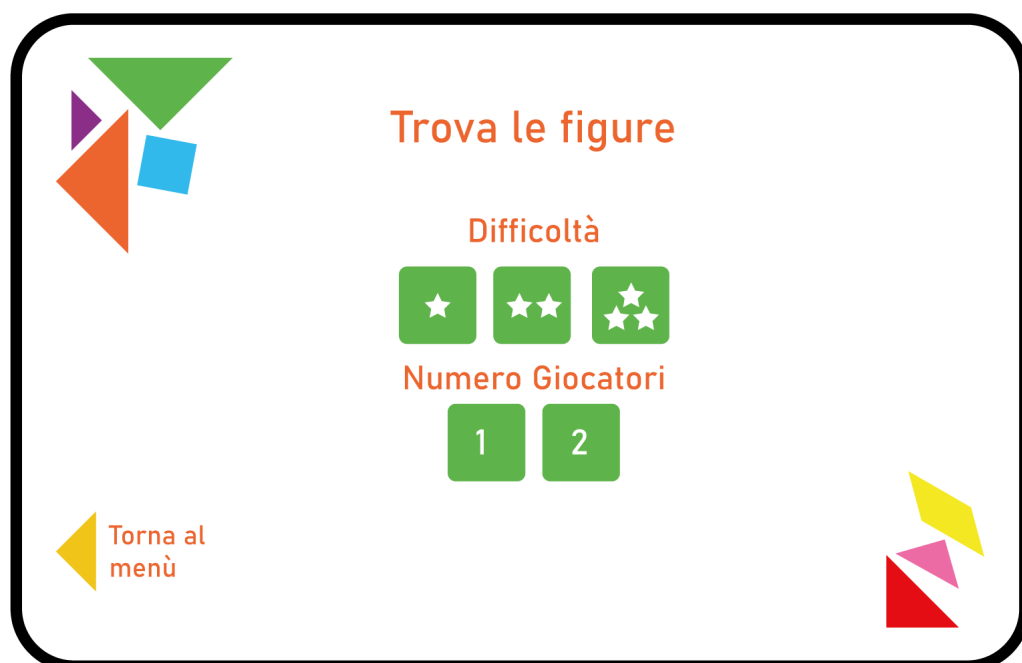 Trova le figure
Difficoltà
Numero Giocatori
1 2
Torna al
menù